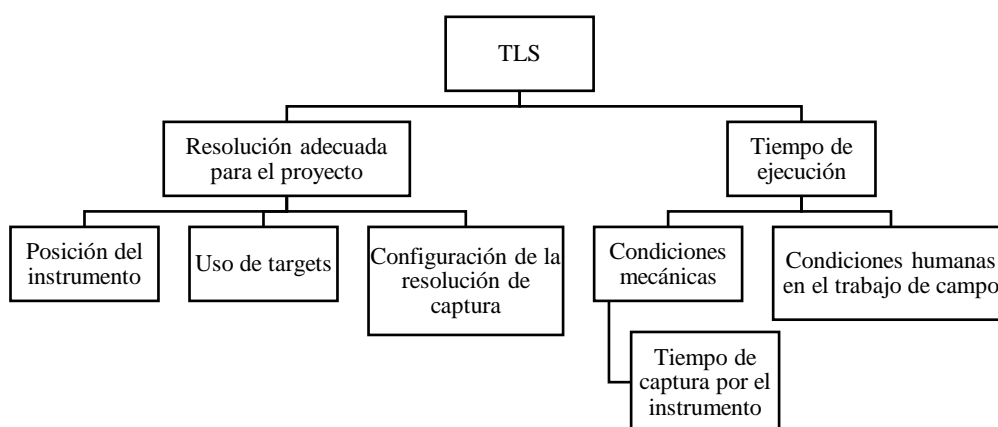 TLS
Resolución adecuada
para el proyecto
Tiempo de
ejecución
Posición del
instrumento
Uso de targets
Configuración de la
resolución de
captura
Condiciones
mecánicas
Condiciones humanas
en el trabajo de campo
Tiempo de
captura por el
instrumento